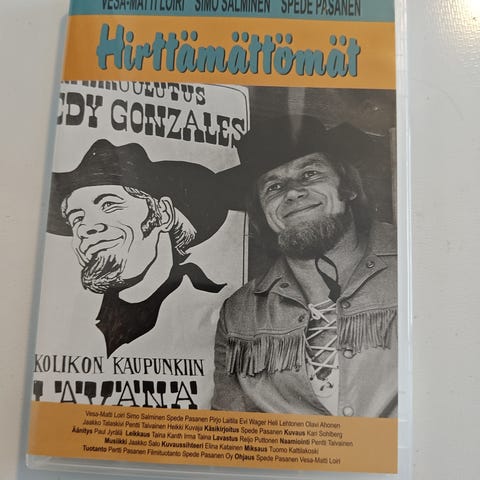 VESA-MATTI LOIRI SIMO SALMINEN SPEDE PASANEN
Hirttämättömät
KUULUTUS
EDY GONZALES
KOLIKON KAUPUNKIIN
LAVANA
Vesa-Matti Loiri Simo Salminen Spede Pasanen Pirjo Laitila Evi Wager Heli Lehtonen Olavi Ahonen
Jaakko Talaskivi Pentti Taivainen Heikki Kuvaja Käsikirjoitus Spede Pasanen Kuvaus Kari Sohlberg
Äänitys Paul Jyrälä Leikkaus Taina Kanth Irma Taina Lavastus Reijo Puttonen Naamiointi Pentti Taivainen
Musiikki Jaakko Salo Kuvaussihteeri Elina Katainen Miksaus Tuomo Kattilakoski
Tuotanto Pertti Pasanen Filmituotanto Spede Pasanen Oy Ohjaus Spede Pasanen Vesa-Matti Loiri